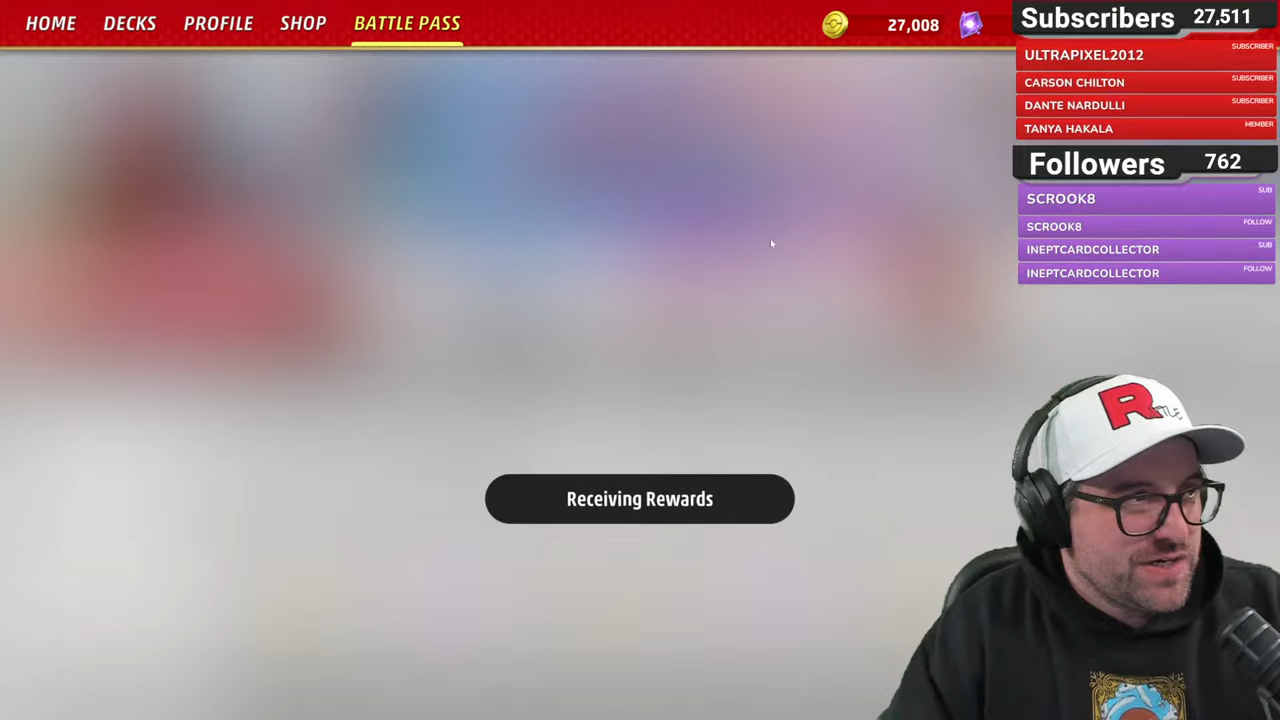 HOME DECKS PROFILE SHOP BATTLE PASS 27,008
Subscribers 27,511
ULTRAPIXEL2012 SUBSCRIBER
CARSON CHILTON SUBSCRIBER
DANTE NARDULLI SUBSCRIBER
TANYA HAKALA MEMBER
Followers 762
SCROOK8 SUB
SCROOK8 FOLLOW
INEPTCARDCOLLECTOR SUB
INEPTCARDCOLLECTOR FOLLOW
Receiving Rewards
R